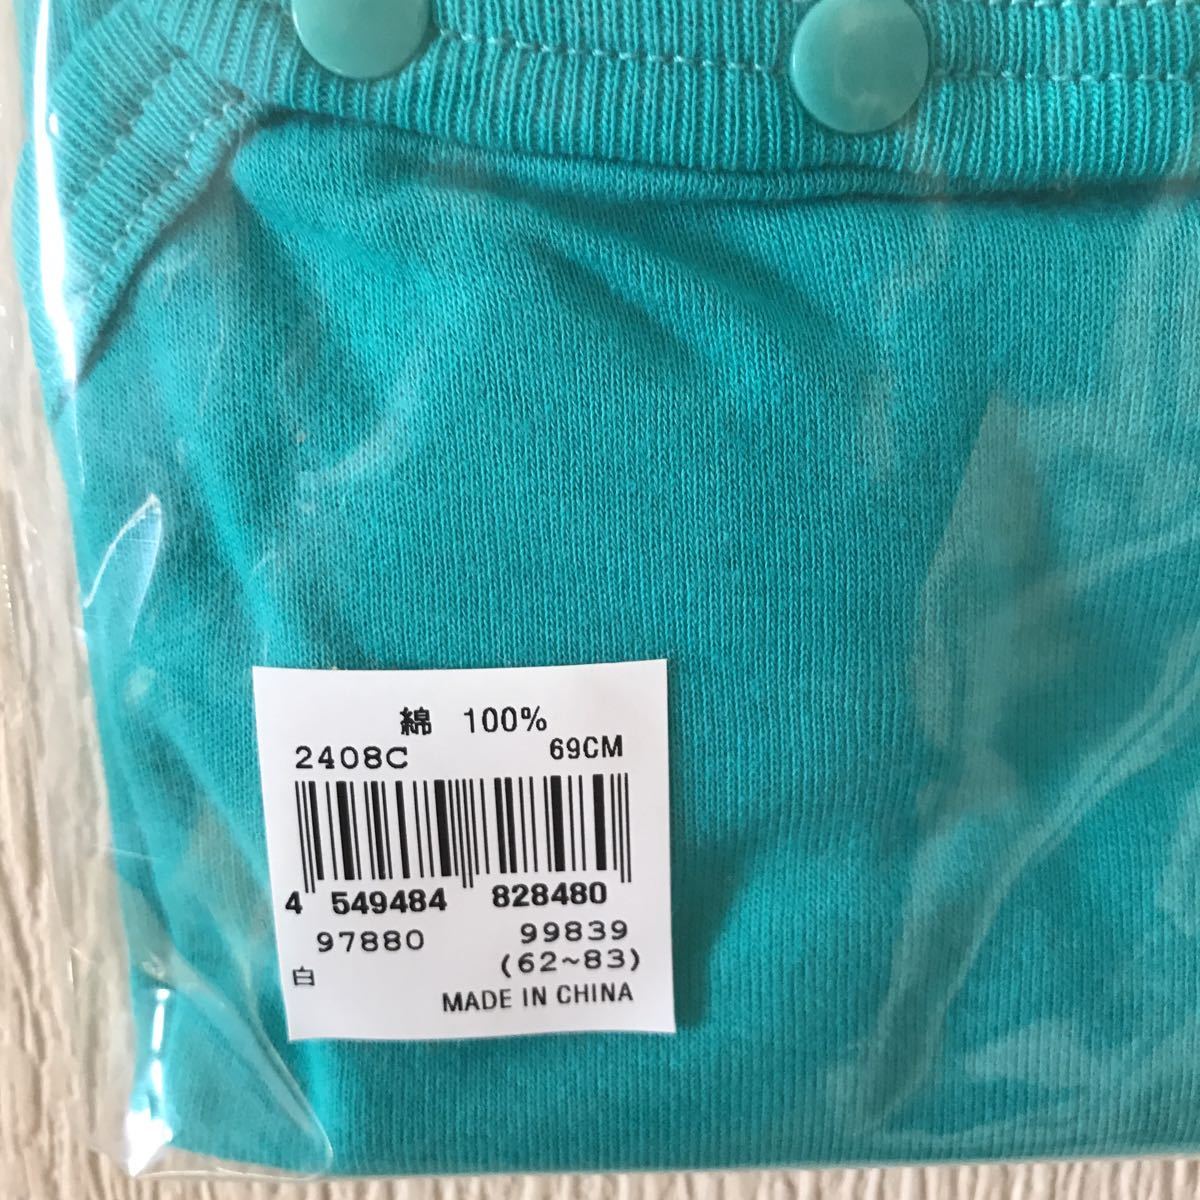 綿 100%
2408C 69CM
4 549484 828480
97880 99839
(62~83)
白
MADE IN CHINA